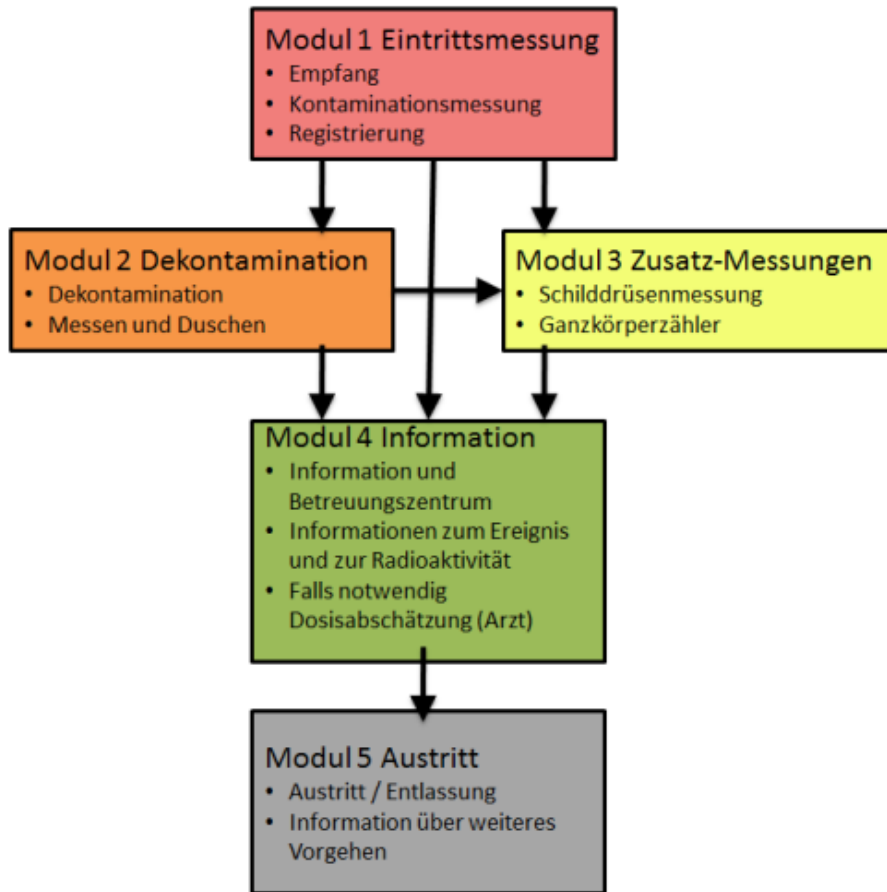 Modul 1 Eintrittsmessung
• Empfang
• Kontaminationsmessung
• Registrierung
Modul 2 Dekontamination
• Dekontamination
• Messen und Duschen
Modul 3 Zusatz-Messungen
• Schilddrüsenmessung
• Ganzkörperzähler
Modul 4 Information
• Information und
Betreuungszentrum
• Informationen zum Ereignis
und zur Radioaktivität
• Falls notwendig
Dosisabschätzung (Arzt)
Modul 5 Austritt
• Austritt / Entlassung
• Information über weiteres
Vorgehen